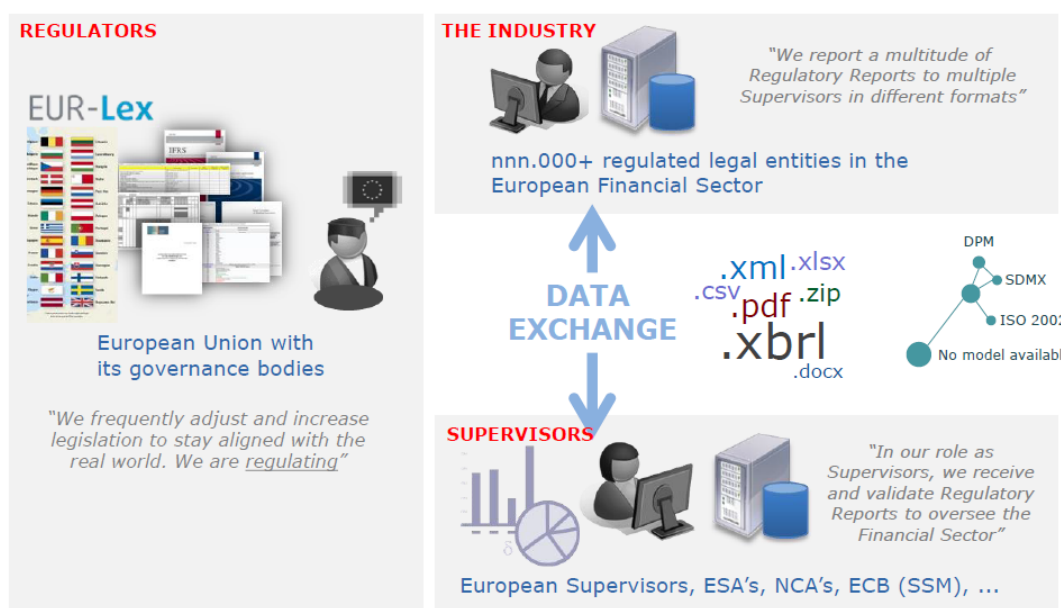 REGULATORS
EUR-Lex
IFRS
European Union with
its governance bodies
“We frequently adjust and increase
legislation to stay aligned with the
real world. We are regulating”
THE INDUSTRY
“We report a multitude of
Regulatory Reports to multiple
Supervisors in different formats”
nnn.000+ regulated legal entities in the
European Financial Sector
DATA
EXCHANGE
.xml .xlsx
.csv .pdf .zip
.xbrl
.docx
DPM
SDMX
ISO 2002
No model availabl
SUPERVISORS
“In our role as
Supervisors, we receive
and validate Regulatory
Reports to oversee the
Financial Sector”
δ
European Supervisors, ESA’s, NCA’s, ECB (SSM), ...